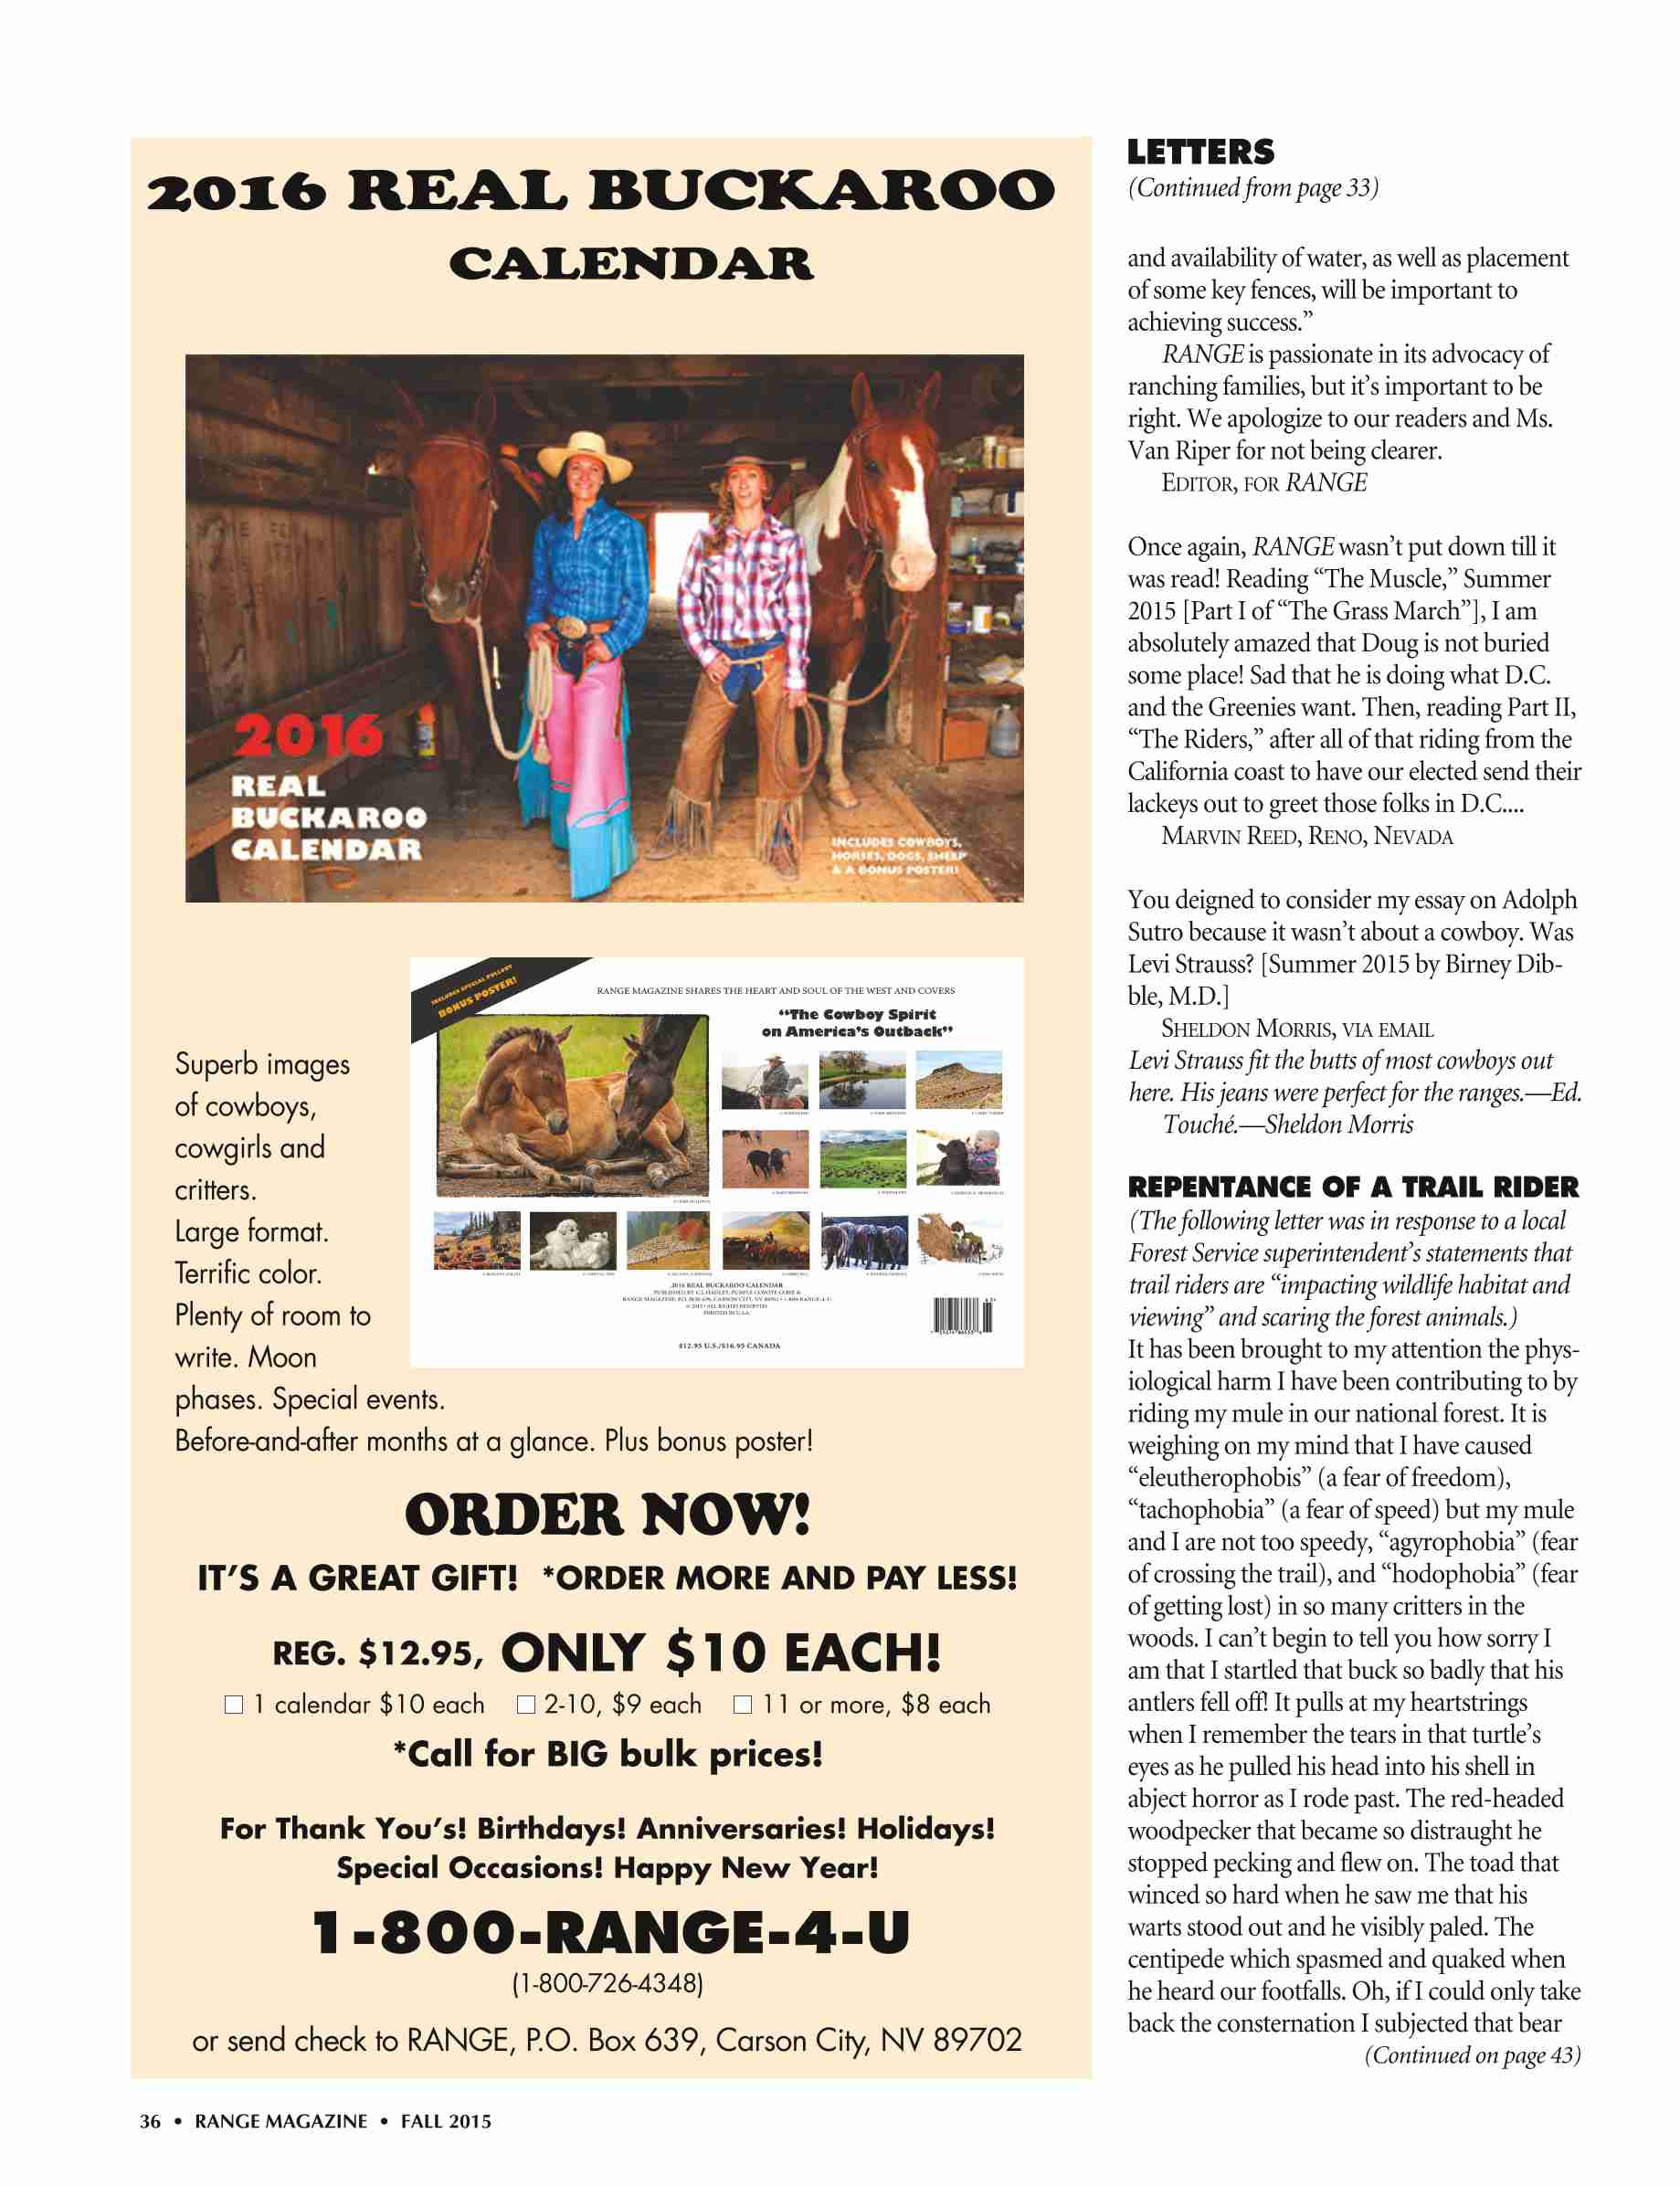 2016 REAL BUCKAROO
CALENDAR
2016
REAL
BUCKAROO
CALENDAR
INCLUDES COWBOYS,
HORSES, DOGS, SHEEP
& A BONUS POSTER!
INCLUDES SPECIAL PULLOUT
BONUS POSTER!
RANGE MAGAZINE SHARES THE HEART AND SOUL OF THE WEST AND COVERS
“The Cowboy Spirit
on America’s Outback”
2016 REAL BUCKAROO CALENDAR
$12.95 U.S./$16.95 CANADA
Superb images
of cowboys,
cowgirls and
critters.
Large format.
Terrific color.
Plenty of room to
write. Moon
phases. Special events.
Before-and-after months at a glance. Plus bonus poster!
ORDER NOW!
IT’S A GREAT GIFT! *ORDER MORE AND PAY LESS!
REG. $12.95, ONLY $10 EACH!
1 calendar $10 each 2-10, $9 each 11 or more, $8 each
*Call for BIG bulk prices!
For Thank You’s! Birthdays! Anniversaries! Holidays!
Special Occasions! Happy New Year!
1-800-RANGE-4-U
(1-800-726-4348)
or send check to RANGE, P.O. Box 639, Carson City, NV 89702
LETTERS
(Continued from page 33)
and availability of water, as well as placement
of some key fences, will be important to
achieving success.”
RANGE is passionate in its advocacy of
ranching families, but it’s important to be
right. We apologize to our readers and Ms.
Van Riper for not being clearer.
EDITOR, FOR RANGE
Once again, RANGE wasn’t put down till it
was read! Reading “The Muscle,” Summer
2015 [Part I of “The Grass March”], I am
absolutely amazed that Doug is not buried
some place! Sad that he is doing what D.C.
and the Greenies want. Then, reading Part II,
“The Riders,” after all of that riding from the
California coast to have our elected send their
lackeys out to greet those folks in D.C....
MARVIN REED, RENO, NEVADA
You deigned to consider my essay on Adolph
Sutro because it wasn’t about a cowboy. Was
Levi Strauss? [Summer 2015 by Birney Dib-
ble, M.D.]
SHELDON MORRIS, VIA EMAIL
Levi Strauss fit the butts of most cowboys out
here. His jeans were perfect for the ranges.—Ed.
Touché.—Sheldon Morris
REPENTANCE OF A TRAIL RIDER
(The following letter was in response to a local
Forest Service superintendent’s statements that
trail riders are “impacting wildlife habitat and
viewing” and scaring the forest animals.)
It has been brought to my attention the phys-
iological harm I have been contributing to by
riding my mule in our national forest. It is
weighing on my mind that I have caused
“eleutherophobis” (a fear of freedom),
“tachophobia” (a fear of speed) but my mule
and I are not too speedy, “agyrophobia” (fear
of crossing the trail), and “hodophobia” (fear
of getting lost) in so many critters in the
woods. I can’t begin to tell you how sorry I
am that I startled that buck so badly that his
antlers fell off! It pulls at my heartstrings
when I remember the tears in that turtle’s
eyes as he pulled his head into his shell in
abject horror as I rode past. The red-headed
woodpecker that became so distraught he
stopped pecking and flew on. The toad that
winced so hard when he saw me that his
warts stood out and he visibly paled. The
centipede which spasmed and quaked when
he heard our footfalls. Oh, if I could only take
back the consternation I subjected that bear
(Continued on page 43)
36 • RANGE MAGAZINE • FALL 2015